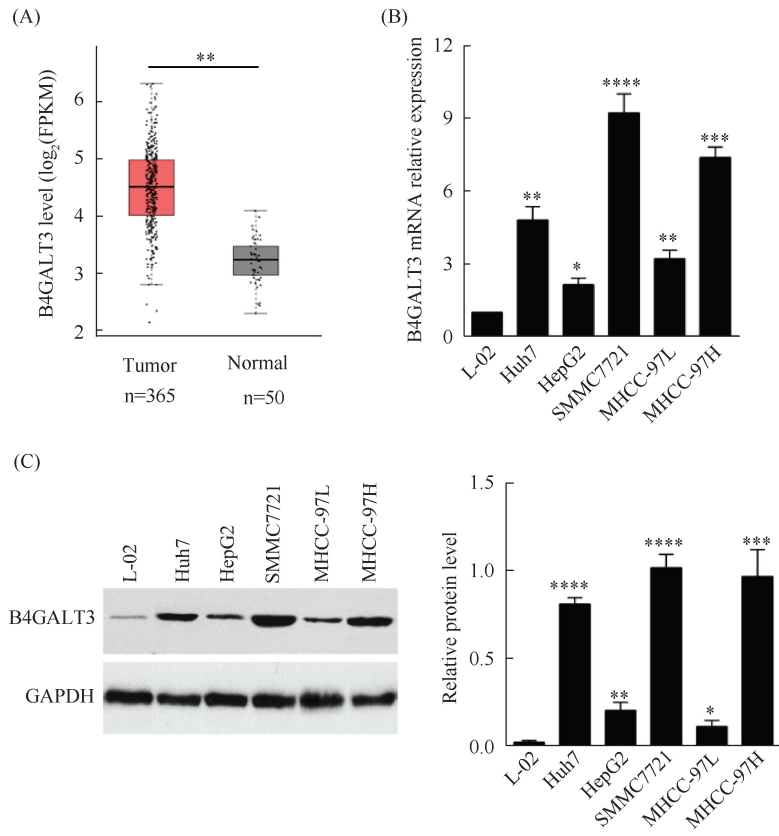 (A)
**
B4GALT3 level (log2(FPKM))
6
5
4
3
2
Tumor
Normal
n=365
n=50
(B)
B4GALT3 mRNA relative expression
12
9
6
3
0
**
*
****
**
***
L-02
Huh7
HepG2
SMMC7721
MHCC-97L
MHCC-97H
(C)
L-02
Huh7
HepG2
SMMC7721
MHCC-97L
MHCC-97H
B4GALT3
GAPDH
Relative protein level
1.5
1.0
0.5
0.0
****
**
****
*
***
L-02
Huh7
HepG2
SMMC7721
MHCC-97L
MHCC-97H